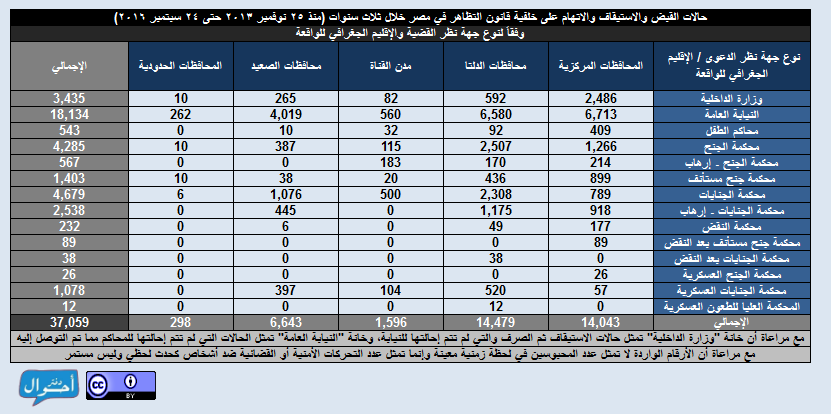 حالات القبض والاستيقاف والاتهام على خلفية قانون التظاهر في مصر خلال ثلاث سنوات (منذ ٢٥ نوفمبر ٢٠١٣ حتى ٢٤ سبتمبر ٢٠١٦)
وفقاً لنوع جهة نظر القضية والإقليم الجغرافي للواقعة
نوع جهة نظر الدعوى / الإقليم الجغرافي للواقعة المحافظات المركزية محافظات الدلتا مدن القناة محافظات الصعيد المحافظات الحدودية الإجمالي
وزارة الداخلية 2,486 592 82 265 10 3,435
النيابة العامة 6,713 6,580 560 4,019 262 18,134
محاكم الطفل 409 92 32 10 0 543
محكمة الجنح 1,266 2,507 115 387 10 4,285
محكمة الجنح - إرهاب 214 170 183 0 0 567
محكمة جنح مستأنف 899 436 20 38 10 1,403
محكمة الجنايات 789 2,308 500 1,076 6 4,679
محكمة الجنايات - إرهاب 918 1,175 0 445 0 2,538
محكمة النقض 177 49 0 6 0 232
محكمة جنح مستأنف بعد النقض 89 0 0 0 0 89
محكمة الجنايات بعد النقض 0 38 0 0 0 38
محكمة الجنح العسكرية 26 0 0 0 0 26
محكمة الجنايات العسكرية 57 520 104 397 0 1,078
المحكمة العليا للطعون العسكرية 0 12 0 0 0 12
الإجمالي 14,043 14,479 1,596 6,643 298 37,059
مع مراعاة أن خانة "وزارة الداخلية" تمثل حالات الاستيقاف ثم الصرف والتي لم تتم إحالتها للنيابة، وخانة "النيابة العامة" تمثل الحالات التي لم تتم إحالتها للمحاكم مما تم التوصل إليه
مع مراعاة أن الأرقام الواردة لا تمثل عدد المحبوسين في لحظة زمنية معينة وإنما تمثل عدد التحركات الأمنية أو القضائية ضد أشخاص كحدث لحظي وليس مستمر
دفتر أحوال
cc BY